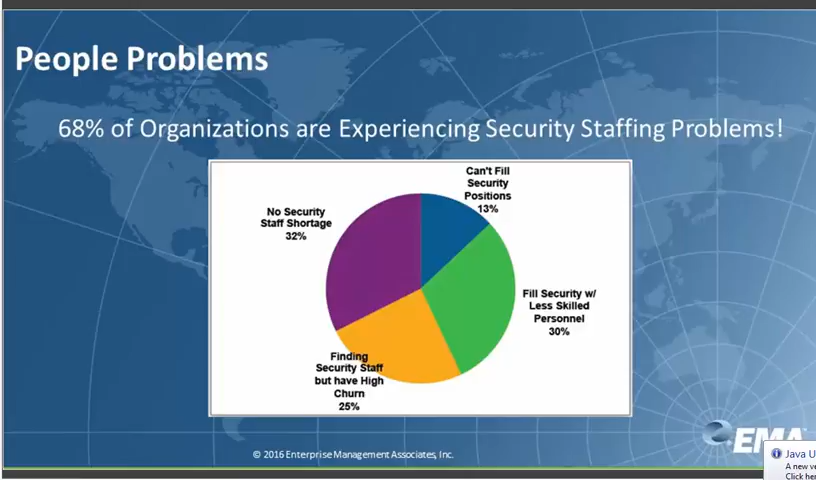 People Problems
68% of Organizations are Experiencing Security Staffing Problems!
Can't Fill
Security
Positions
13%
No Security
Staff Shortage
32%
Fill Security w/
Less Skilled
Personnel
30%
Finding
Security Staff
but have High
Churn
25%
© 2016 Enterprise Management Associates, Inc.
EMA
Java U
A new ve
Click her